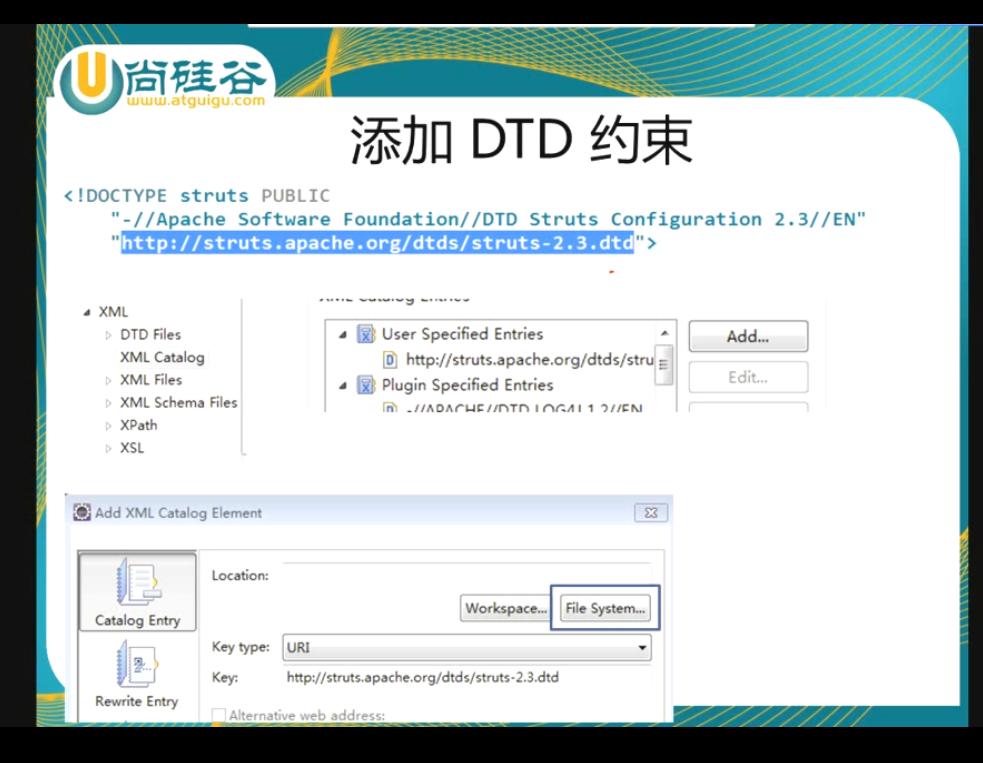 尚硅谷
www.atguigu.com
添加 DTD 约束
<!DOCTYPE struts PUBLIC
"-//Apache Software Foundation//DTD Struts Configuration 2.3//EN"
"http://struts.apache.org/dtds/struts-2.3.dtd">
XML
DTD Files
XML Catalog
XML Files
XML Schema Files
XPath
XSL
XML Catalog Entries
User Specified Entries
http://struts.apache.org/dtds/stru
Plugin Specified Entries
-//APACHE//DTD LOG4J 1.2//EN
Add...
Edit...
Add XML Catalog Element
Catalog Entry
Rewrite Entry
Location:
Workspace...
File System...
Key type:
URI
Key:
http://struts.apache.org/dtds/struts-2.3.dtd
Alternative web address: